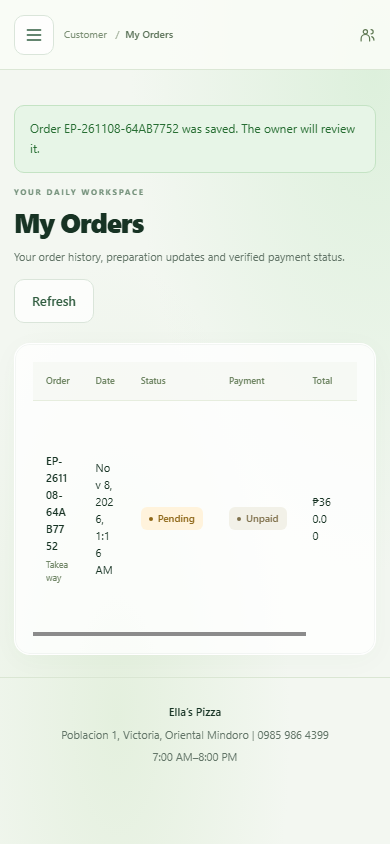 Customer / My Orders
Order EP-261108-64AB7752 was saved. The owner will review
it.
YOUR DAILY WORKSPACE
My Orders
Your order history, preparation updates and verified payment status.
Refresh
Order Date Status Payment Total
EP-
2611
08-
64A
B77
52
Takea
way
No
v 8,
202
6,
1:1
6
AM
Pending
Unpaid
₱36
0.0
0
Ella's Pizza
Poblacion 1, Victoria, Oriental Mindoro | 0985 986 4399
7:00 AM–8:00 PM